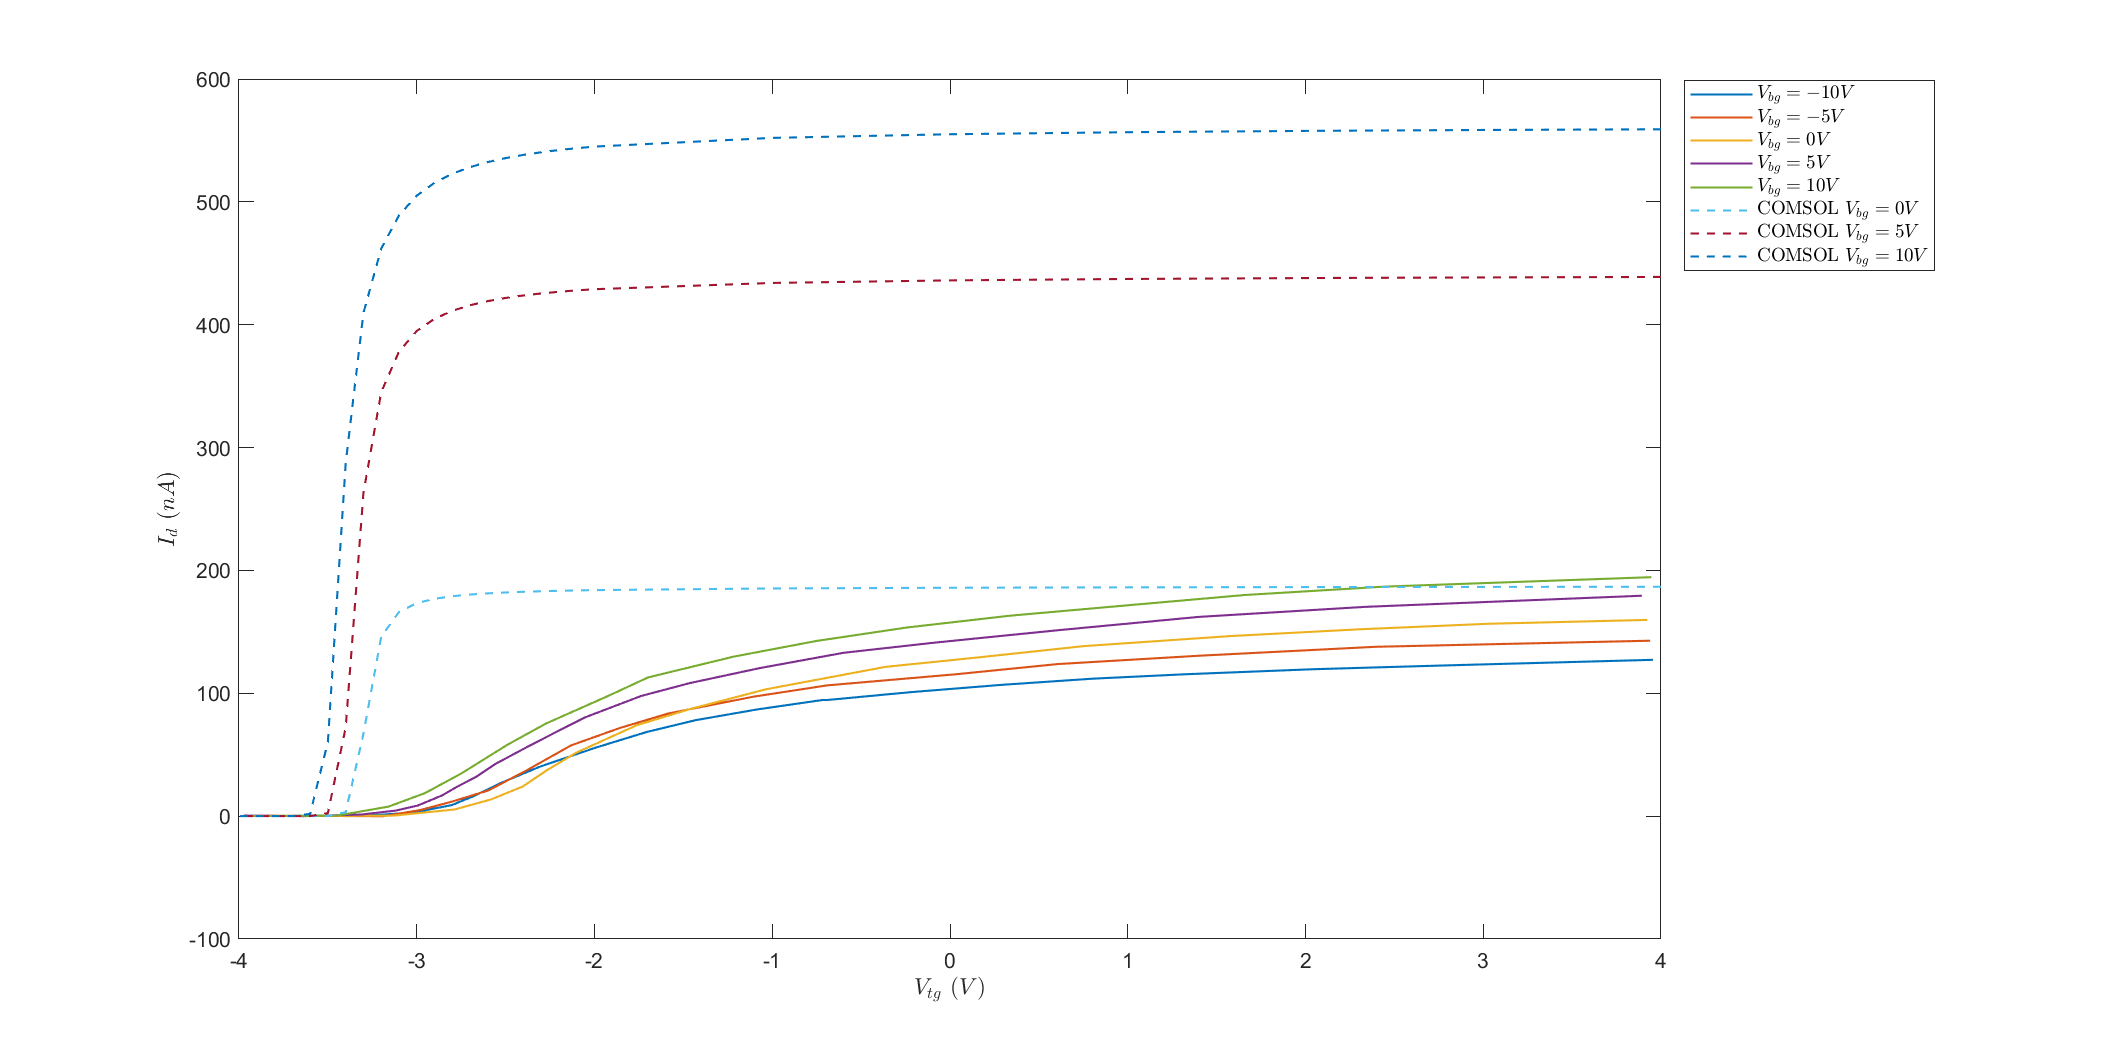 600
500
400
300
200
100
0
-100
-4
-3
-2
-1
0
1
2
3
4
I_d (nA)
V_tg (V)
V_bg = −10V
V_bg = −5V
V_bg = 0V
V_bg = 5V
V_bg = 10V
COMSOL V_bg = 0V
COMSOL V_bg = 5V
COMSOL V_bg = 10V